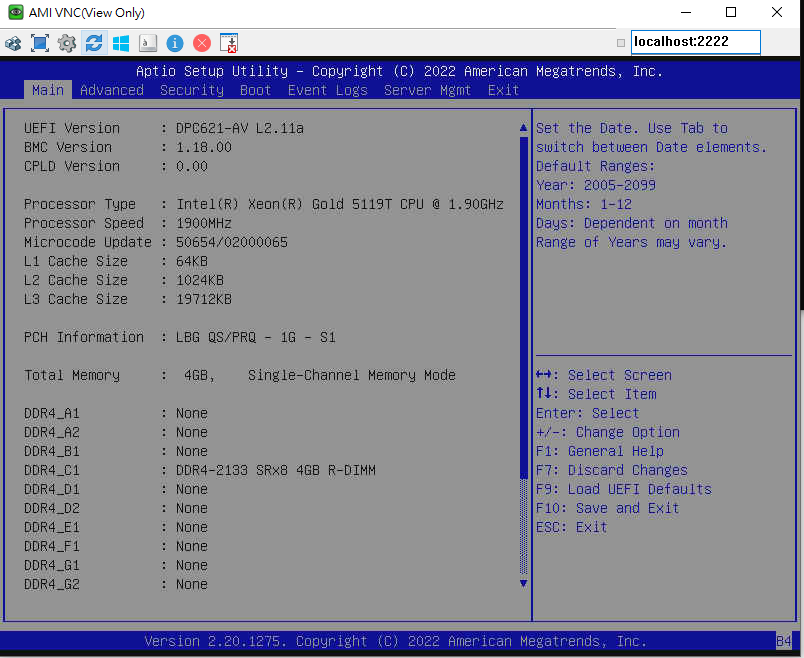 AMI VNC(View Only)
localhost:2222
Aptio Setup Utility – Copyright (C) 2022 American Megatrends, Inc.
Main Advanced Security Boot Event Logs Server Mgmt Exit
UEFI Version : DPC621-AV L2.11a
BMC Version : 1.18.00
CPLD Version : 0.00
Processor Type : Intel(R) Xeon(R) Gold 5119T CPU @ 1.90GHz
Processor Speed : 1900MHz
Microcode Update : 50654/02000065
L1 Cache Size : 64KB
L2 Cache Size : 1024KB
L3 Cache Size : 19712KB
PCH Information : LBG QS/PRQ - 1G - S1
Total Memory : 4GB, Single-Channel Memory Mode
DDR4_A1 : None
DDR4_A2 : None
DDR4_B1 : None
DDR4_C1 : DDR4-2133 SRx8 4GB R-DIMM
DDR4_D1 : None
DDR4_D2 : None
DDR4_E1 : None
DDR4_F1 : None
DDR4_G1 : None
DDR4_G2 : None
Set the Date. Use Tab to
switch between Date elements.
Default Ranges:
Year: 2005-2099
Months: 1-12
Days: Dependent on month
Range of Years may vary.
↔: Select Screen
↑↓: Select Item
Enter: Select
+/-: Change Option
F1: General Help
F7: Discard Changes
F9: Load UEFI Defaults
F10: Save and Exit
ESC: Exit
Version 2.20.1275. Copyright (C) 2022 American Megatrends, Inc.
B4